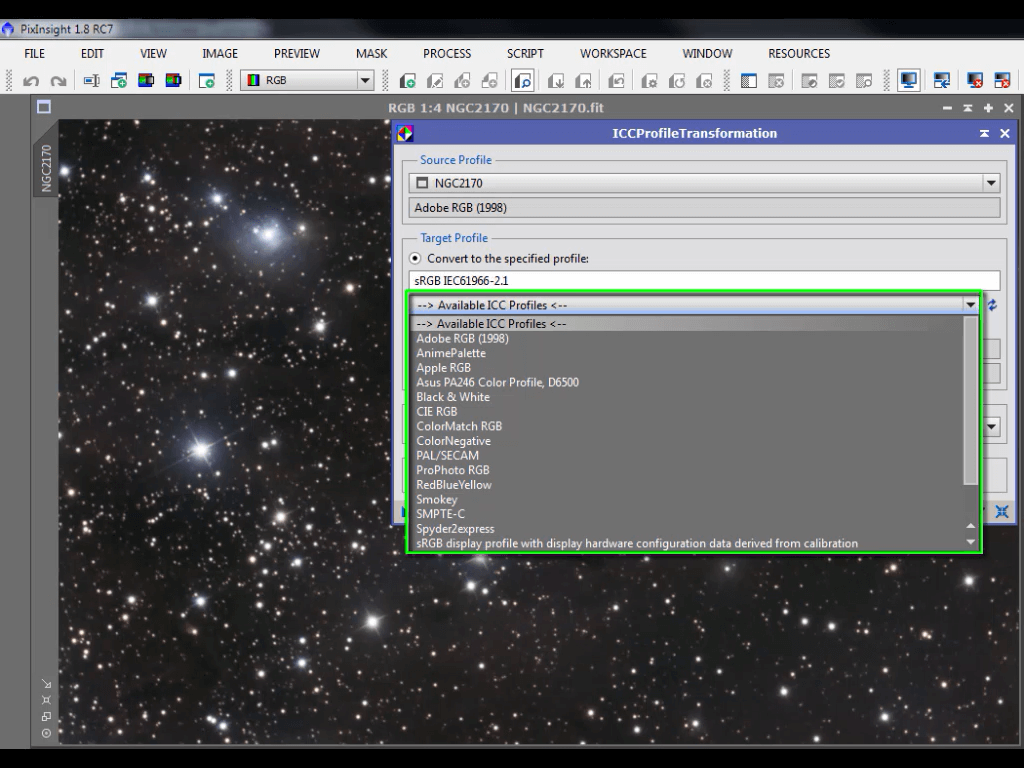 PixInsight 1.8 RC7
FILE EDIT VIEW IMAGE PREVIEW MASK PROCESS SCRIPT WORKSPACE WINDOW RESOURCES
RGB
RGB 1:4 NGC2170 | NGC2170.fit
NGC2170
ICCProfileTransformation
Source Profile
NGC2170
Adobe RGB (1998)
Target Profile
Convert to the specified profile:
sRGB IEC61966-2.1
--> Available ICC Profiles <--
--> Available ICC Profiles <--
Adobe RGB (1998)
AnimePalette
Apple RGB
Asus PA246 Color Profile, D6500
Black & White
CIE RGB
ColorMatch RGB
ColorNegative
PAL/SECAM
ProPhoto RGB
RedBlueYellow
Smokey
SMPTE-C
Spyder2express
sRGB display profile with display hardware configuration data derived from calibration